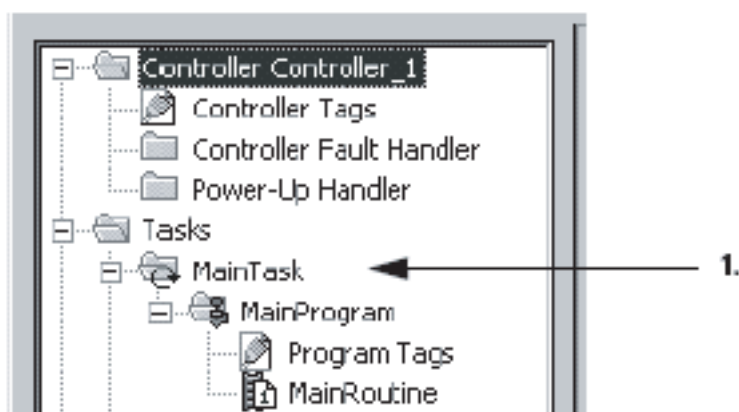 Controller Controller_1
Controller Tags
Controller Fault Handler
Power-Up Handler
Tasks
MainTask 1.
MainProgram
Program Tags
MainRoutine